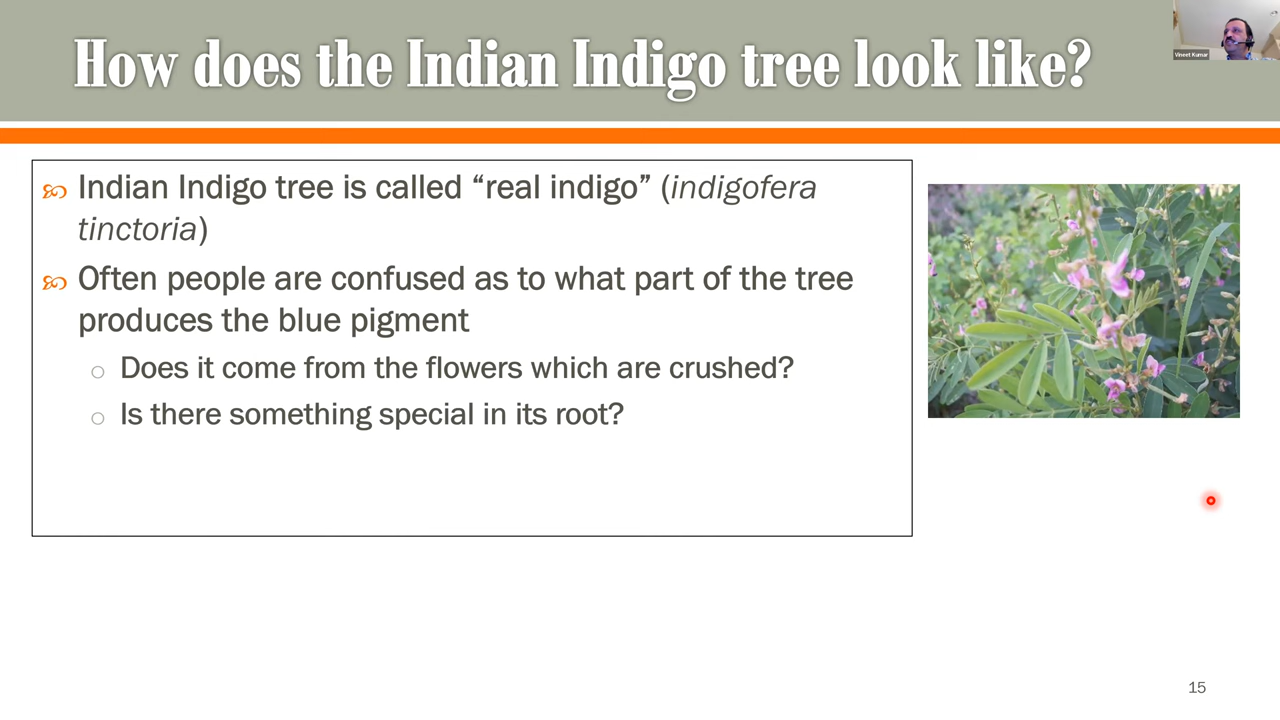 How does the Indian Indigo tree look like?
Vineet Kumar
Indian Indigo tree is called “real indigo” (indigofera
tinctoria)
Often people are confused as to what part of the tree
produces the blue pigment
Does it come from the flowers which are crushed?
Is there something special in its root?
15